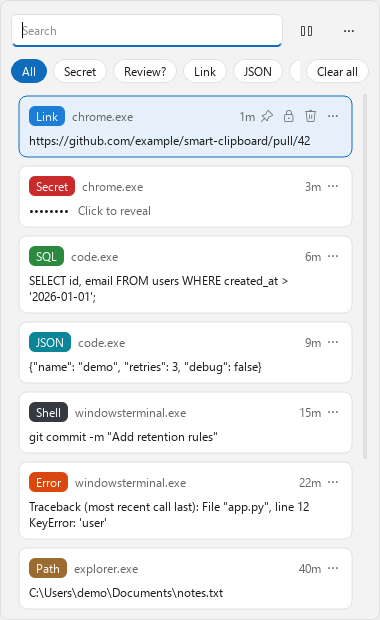 Search
All Secret Review? Link JSON Clear all
Link chrome.exe 1m
https://github.com/example/smart-clipboard/pull/42
Secret chrome.exe 3m
•••••••• Click to reveal
SQL code.exe 6m
SELECT id, email FROM users WHERE created_at >
'2026-01-01';
JSON code.exe 9m
{"name": "demo", "retries": 3, "debug": false}
Shell windowsterminal.exe 15m
git commit -m "Add retention rules"
Error windowsterminal.exe 22m
Traceback (most recent call last): File "app.py", line 12
KeyError: 'user'
Path explorer.exe 40m
C:\Users\demo\Documents\notes.txt